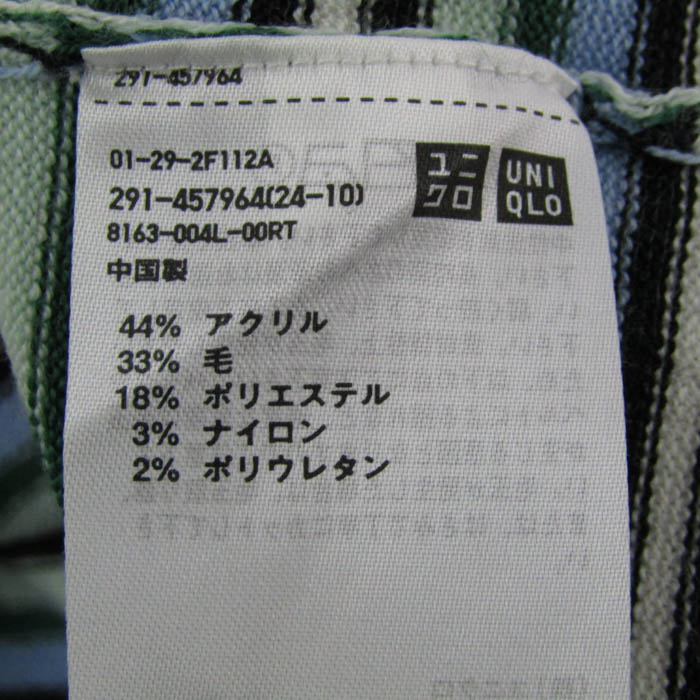 291-457964
01-29-2F112A
291-457964(24-10)
8163-004L-00RT
中国製
ユニクロ
UNIQLO
44% アクリル
33% 毛
18% ポリエステル
3% ナイロン
2% ポリウレタン